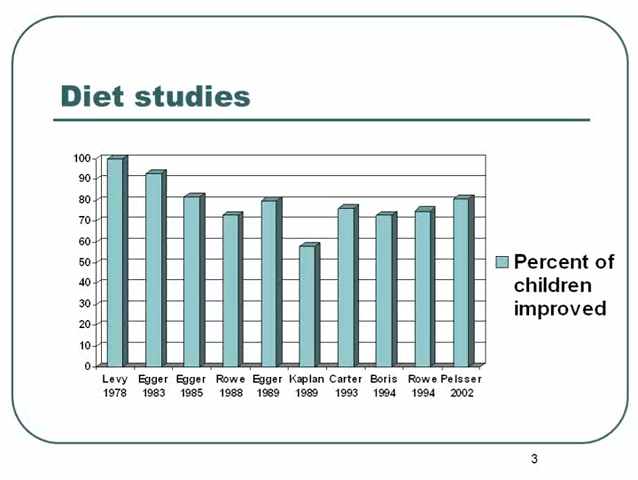 Diet studies
100
90
80
70
60
50
40
30
20
10
0
Levy Egger Egger Rowe Egger Kaplan Carter Boris Rowe Pelsser
1978 1983 1985 1988 1989 1989 1993 1994 1994 2002
Percent of
children
improved
3